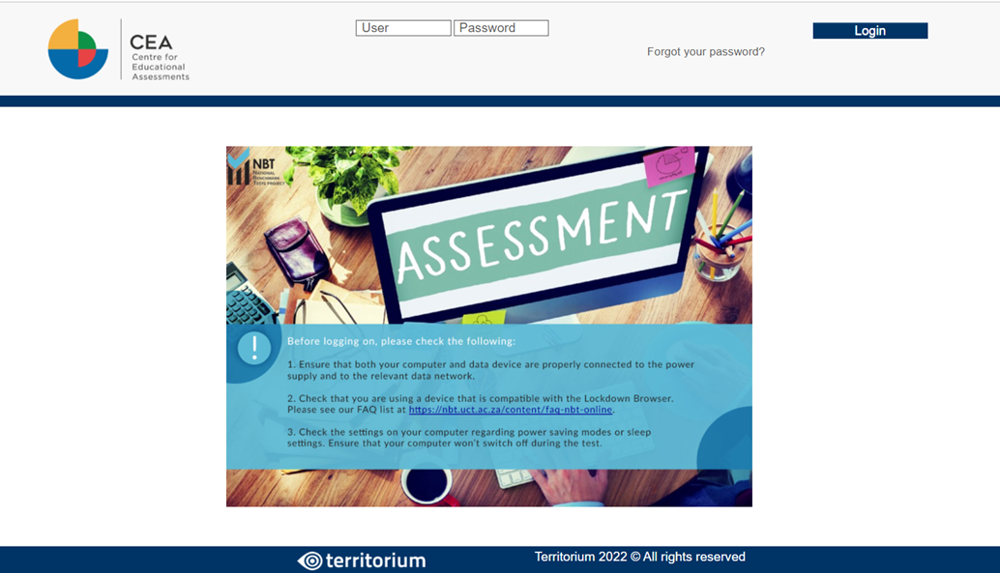 CEA
Centre for
Educational
Assessments
User
Password
Login
Forgot your password?
NBT
NATIONAL
BENCHMARK
TESTS PROJECT
ASSESSMENT
!
Before logging on, please check the following:
1. Ensure that both your computer and data device are properly connected to the power
supply and to the relevant data network.
2. Check that you are using a device that is compatible with the Lockdown Browser.
Please see our FAQ list at https://nbt.uct.ac.za/content/faq-nbt-online.
3. Check the settings on your computer regarding power saving modes or sleep
settings. Ensure that your computer won't switch off during the test.
territorium
Territorium 2022 © All rights reserved